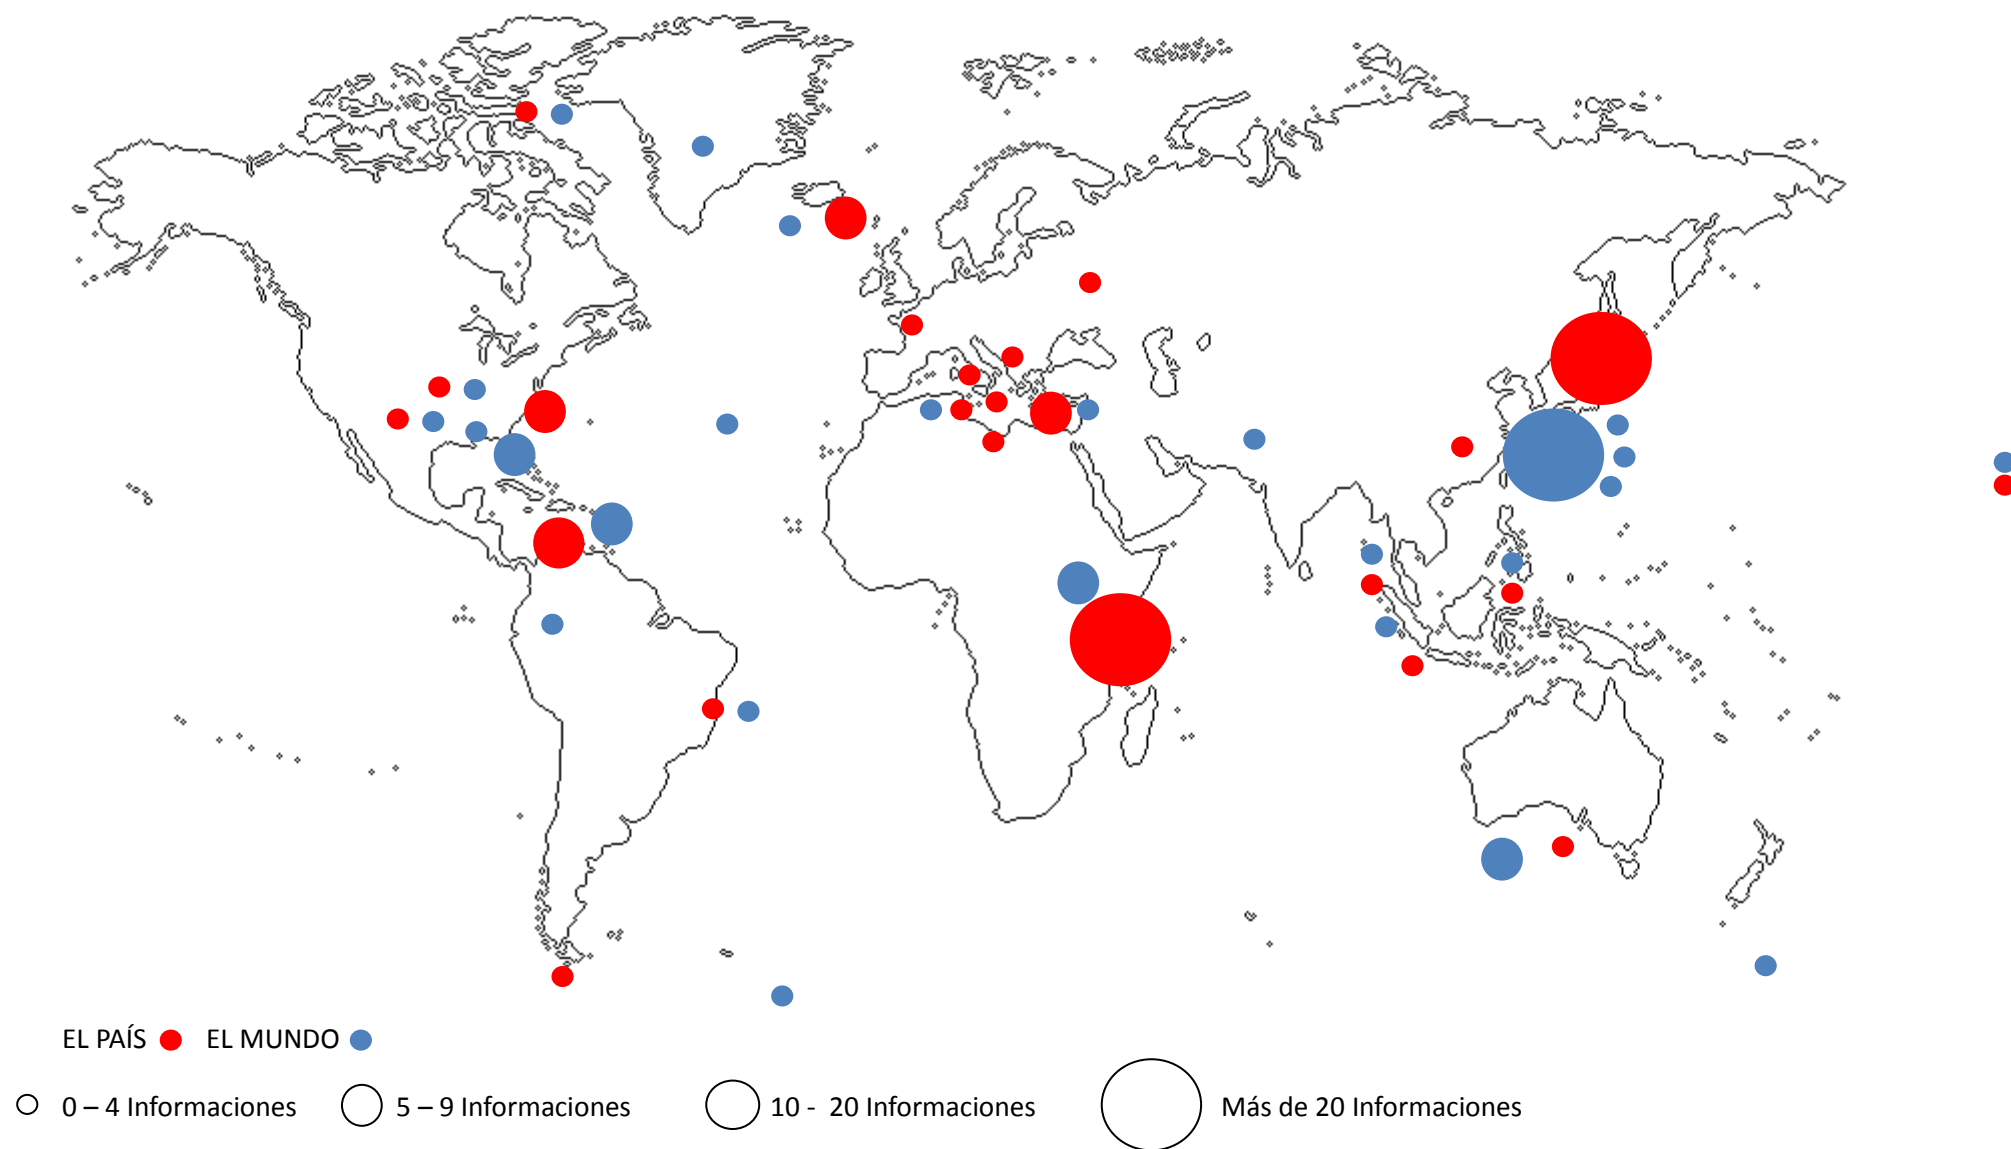 EL PAÍS EL MUNDO
0 – 4 Informaciones 5 – 9 Informaciones 10 - 20 Informaciones Más de 20 Informaciones